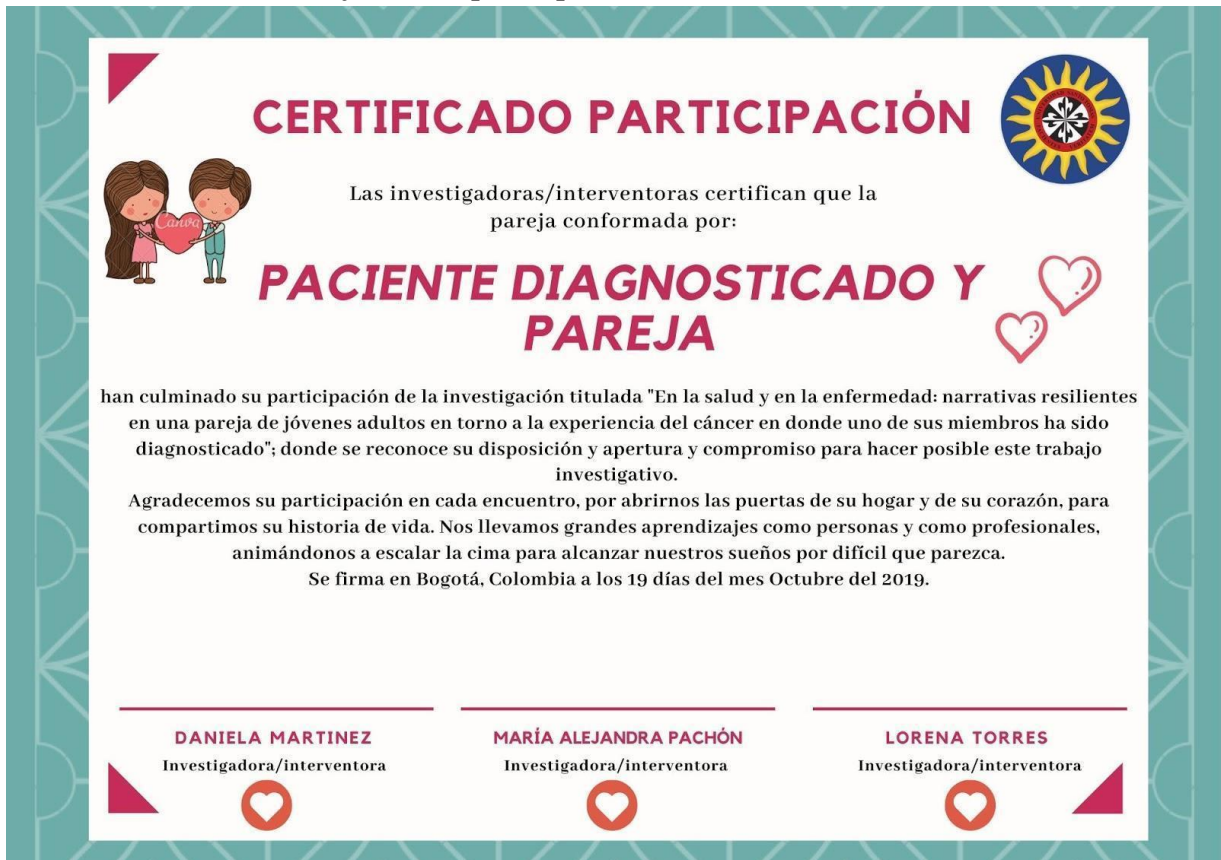 CERTIFICADO PARTICIPACIÓN
Las investigadoras/interventoras certifican que la
pareja conformada por:
Canva
PACIENTE DIAGNOSTICADO Y
PAREJA
han culminado su participación de la investigación titulada "En la salud y en la enfermedad: narrativas resilientes
en una pareja de jóvenes adultos en torno a la experiencia del cáncer en donde uno de sus miembros ha sido
diagnosticado"; donde se reconoce su disposición y apertura y compromiso para hacer posible este trabajo
investigativo.
Agradecemos su participación en cada encuentro, por abrirnos las puertas de su hogar y de su corazón, para
compartimos su historia de vida. Nos llevamos grandes aprendizajes como personas y como profesionales,
animándonos a escalar la cima para alcanzar nuestros sueños por difícil que parezca.
Se firma en Bogotá, Colombia a los 19 días del mes Octubre del 2019.
DANIELA MARTINEZ
Investigadora/interventora
MARÍA ALEJANDRA PACHÓN
Investigadora/interventora
LORENA TORRES
Investigadora/interventora